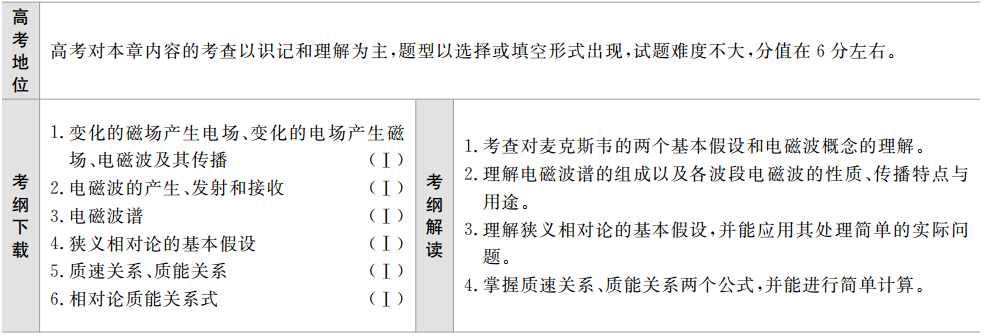 高考地位
高考对本章内容的考查以识记和理解为主,题型以选择或填空形式出现,试题难度不大,分值在 6 分左右。
考纲下载
1. 变化的磁场产生电场、变化的电场产生磁
场、电磁波及其传播 (Ⅰ)
2. 电磁波的产生、发射和接收 (Ⅰ)
3. 电磁波谱 (Ⅰ)
4. 狭义相对论的基本假设 (Ⅰ)
5. 质速关系、质能关系 (Ⅰ)
6. 相对论质能关系式 (Ⅰ)
考纲解读
1. 考查对麦克斯韦的两个基本假设和电磁波概念的理解。
2. 理解电磁波谱的组成以及各波段电磁波的性质、传播特点与
用途。
3. 理解狭义相对论的基本假设,并能应用其处理简单的实际问
题。
4. 掌握质速关系、质能关系两个公式,并能进行简单计算。